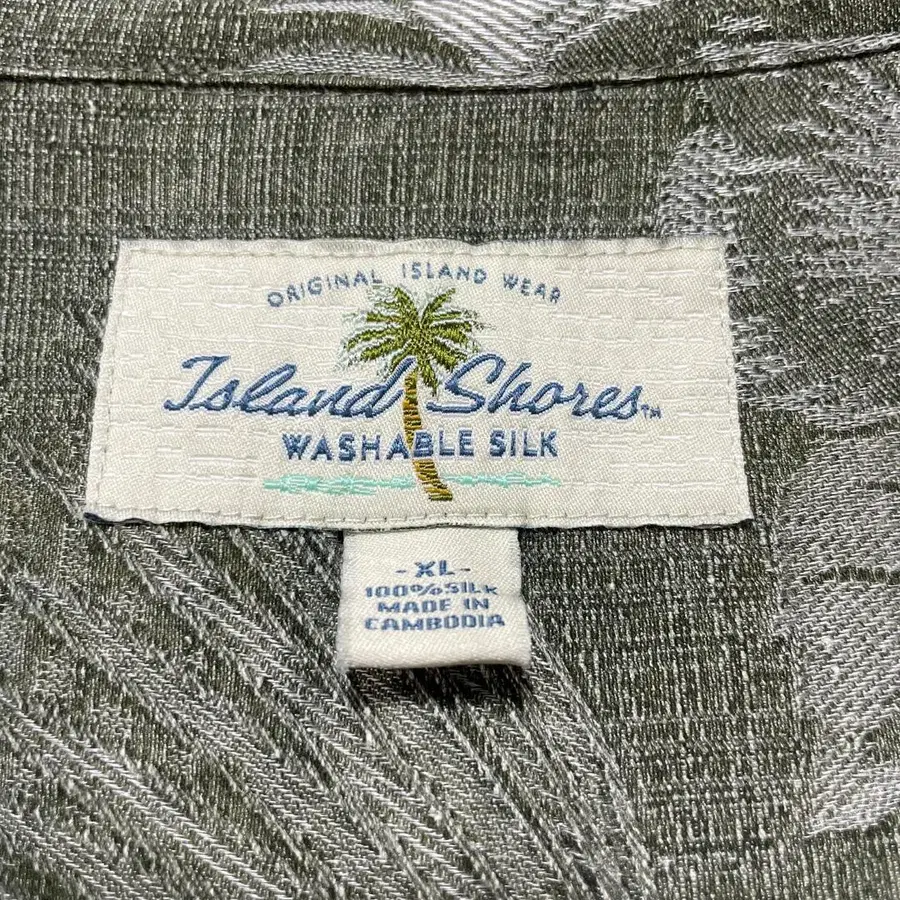 ORIGINAL ISLAND WEAR
Island Shores™
WASHABLE SILK
-XL-
100%SILK
MADE IN
CAMBODIA